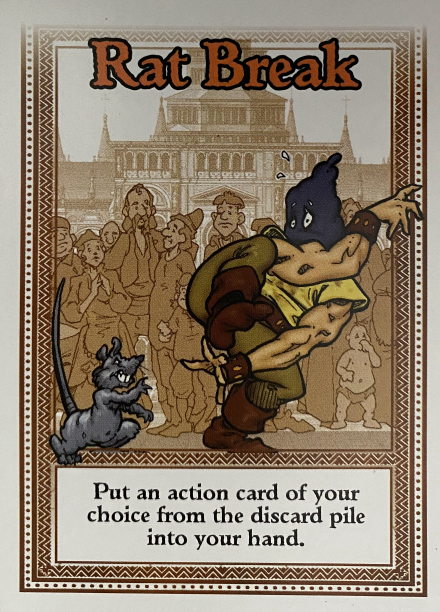 Rat Break
Put an action card of your
choice from the discard pile
into your hand.